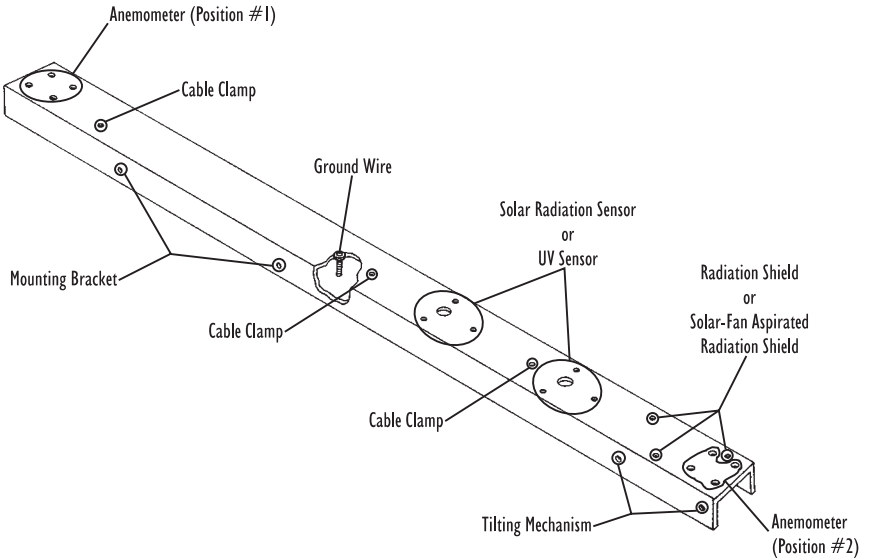 Anemometer (Position #1)
Cable Clamp
Ground Wire
Solar Radiation Sensor
or
UV Sensor
Radiation Shield
or
Solar-Fan Aspirated
Radiation Shield
Mounting Bracket
Cable Clamp
Cable Clamp
Tilting Mechanism
Anemometer
(Position #2)